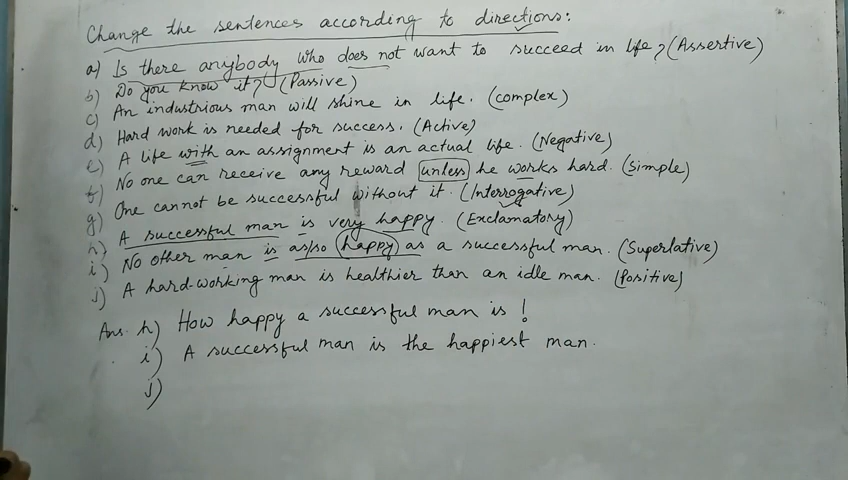 Change the sentences according to directions:
a) Is there anybody who does not want to succeed in life? (Assertive)
b) Do you know it? (Passive)
c) An industrious man will shine in life. (complex)
d) Hard work is needed for success. (Active)
e) A life with an assignment is an actual life. (Negative)
f) No one can receive any reward unless he works hard. (Simple)
g) One cannot be successful without it. (Interrogative)
h) A successful man is very happy. (Exclamatory)
i) No other man is as/so happy as a successful man. (Superlative)
j) A hard-working man is healthier than an idle man. (Positive)
Ans. h) How happy a successful man is!
i) A successful man is the happiest man.
j)